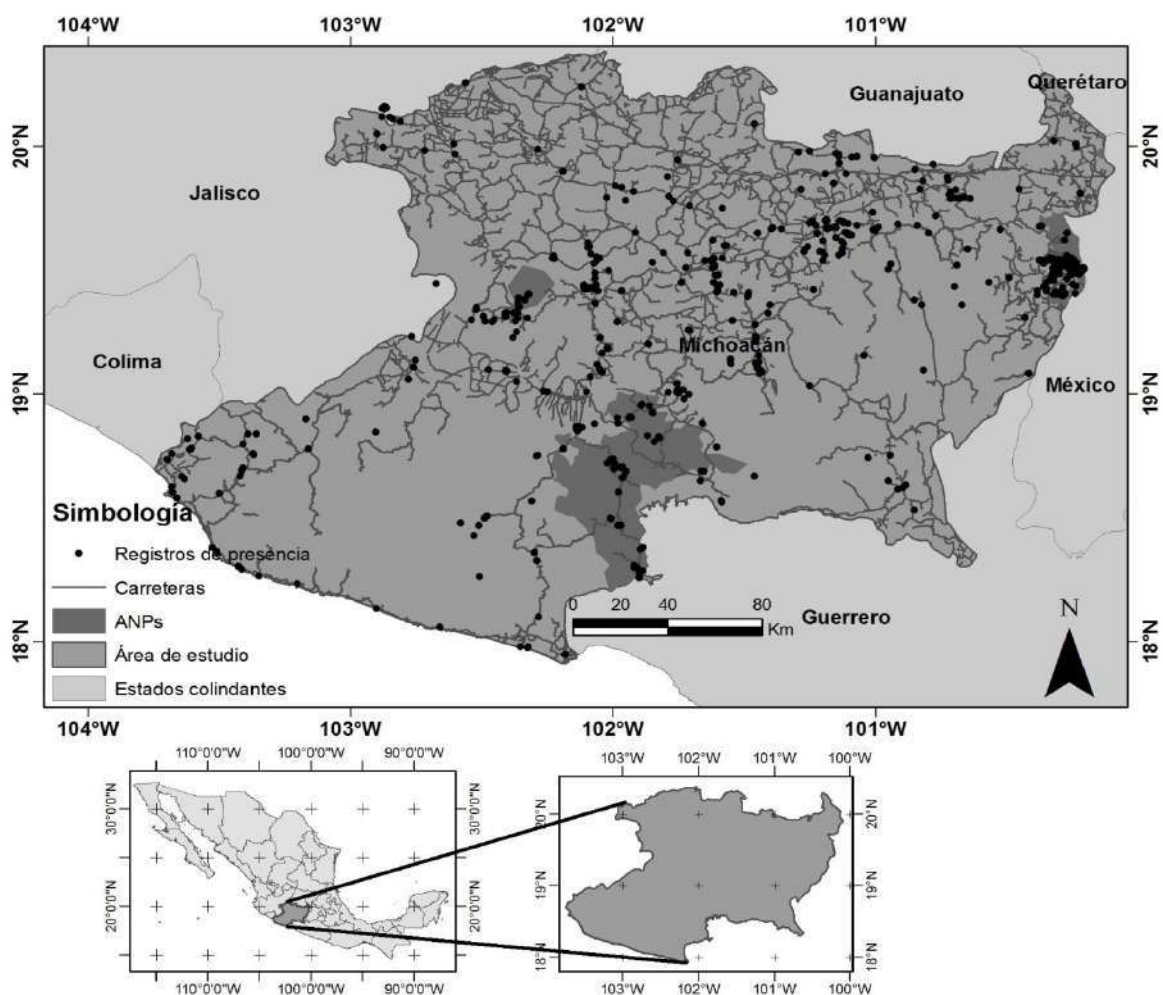 104°W 103°W 102°W 101°W
20°N 20°N
19°N 19°N
18°N 18°N
Guanajuato
Querétaro
Jalisco
Colima
Michoacán
México
Guerrero
Simbología
Registros de presencia
Carreteras
ANPs
Área de estudio
Estados colindantes
0 20 40 80
Km
N
104°W 103°W 102°W 101°W
110°0'0"W 100°0'0"W 90°0'0"W
30°0'0"N 30°0'0"N
20°0'0"N 20°0'0"N
110°0'0"W 100°0'0"W 90°0'0"W
103°W 102°W 101°W 100°W
20°N 20°N
19°N 19°N
18°N 18°N
103°W 102°W 101°W 100°W